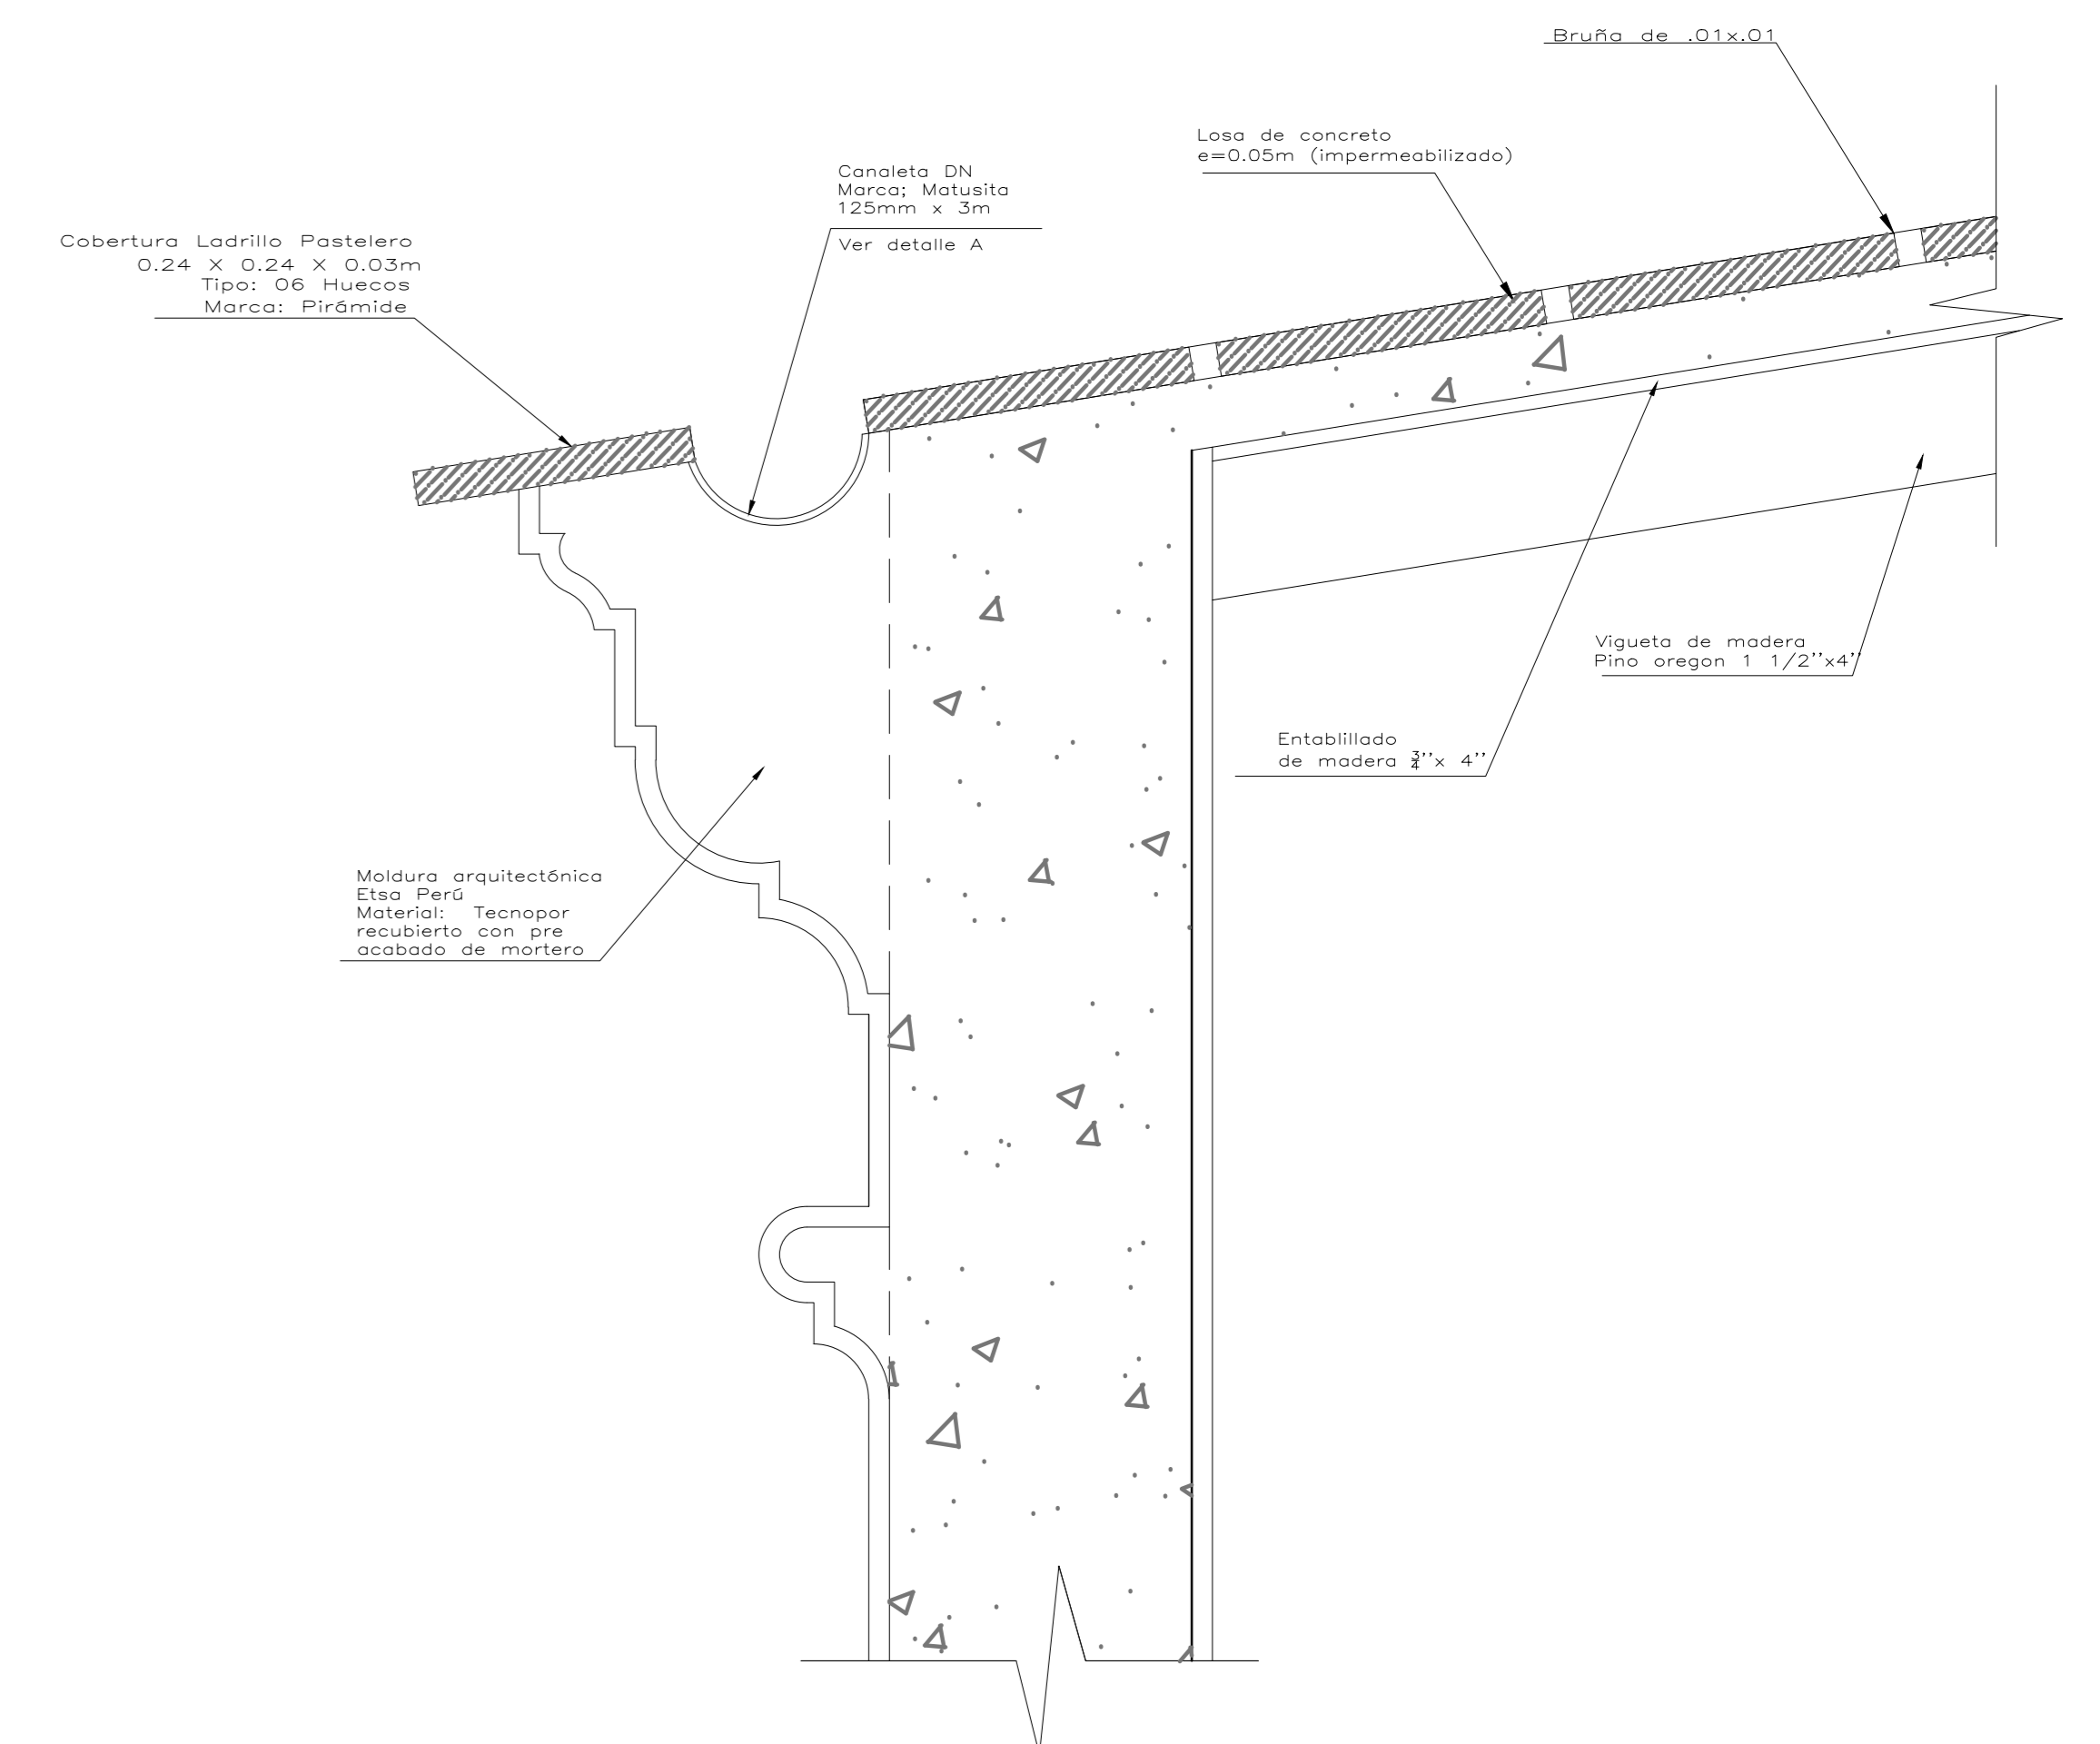 Bruña de .01x.01
Losa de concreto
e=0.05m (impermeabilizado)
Canaleta DN
Marca; Matusita
125mm x 3m
Ver detalle A
Cobertura Ladrillo Pastelero
0.24 X 0.24 X 0.03m
Tipo: 06 Huecos
Marca: Pirámide
Vigueta de madera
Pino oregon 1 1/2''x4''
Entablillado
de madera ¾''x 4''
Moldura arquitectónica
Etsa Perú
Material: Tecnopor
recubierto con pre
acabado de mortero